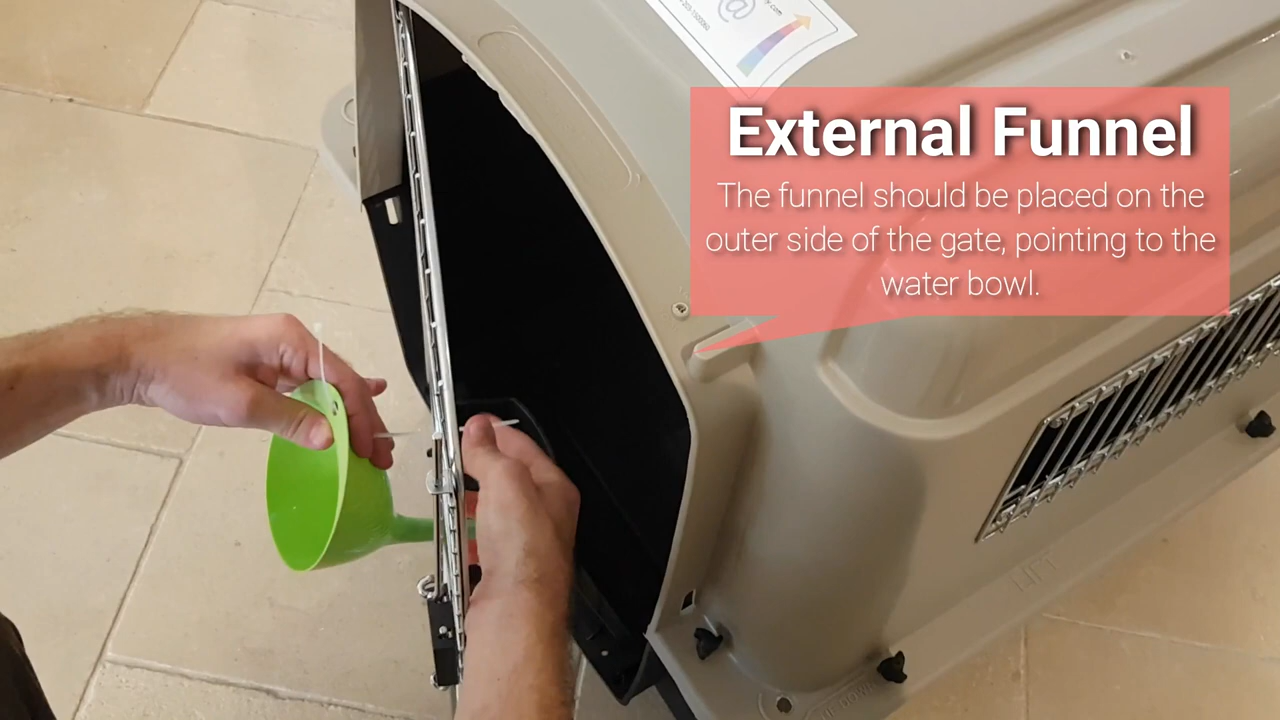 @
External Funnel
The funnel should be placed on the
outer side of the gate, pointing to the
water bowl.
LIFT